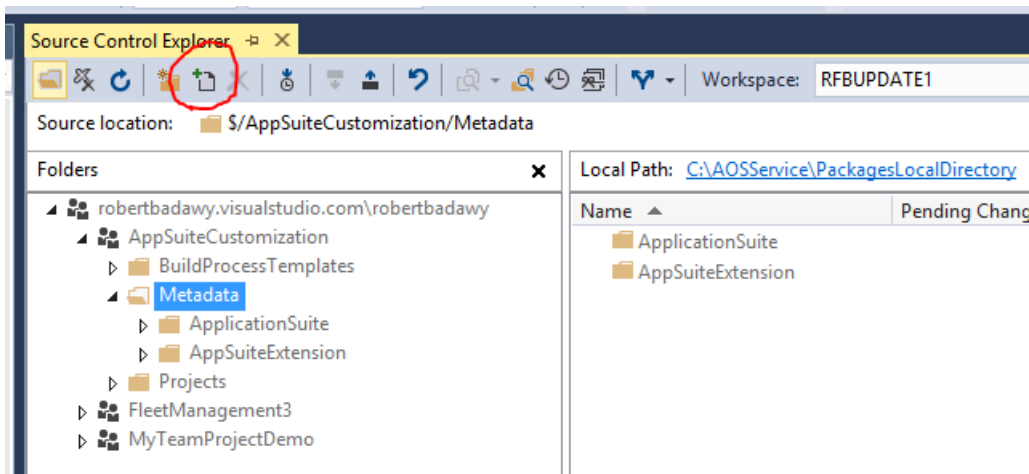 Source Control Explorer
Workspace: RFBUPDATE1
Source location: $/AppSuiteCustomization/Metadata
Folders
Local Path: C:\AOSService\PackagesLocalDirectory
robertbadawy.visualstudio.com\robertbadawy
AppSuiteCustomization
BuildProcessTemplates
Metadata
ApplicationSuite
AppSuiteExtension
Projects
FleetManagement3
MyTeamProjectDemo
Name Pending Chang
ApplicationSuite
AppSuiteExtension